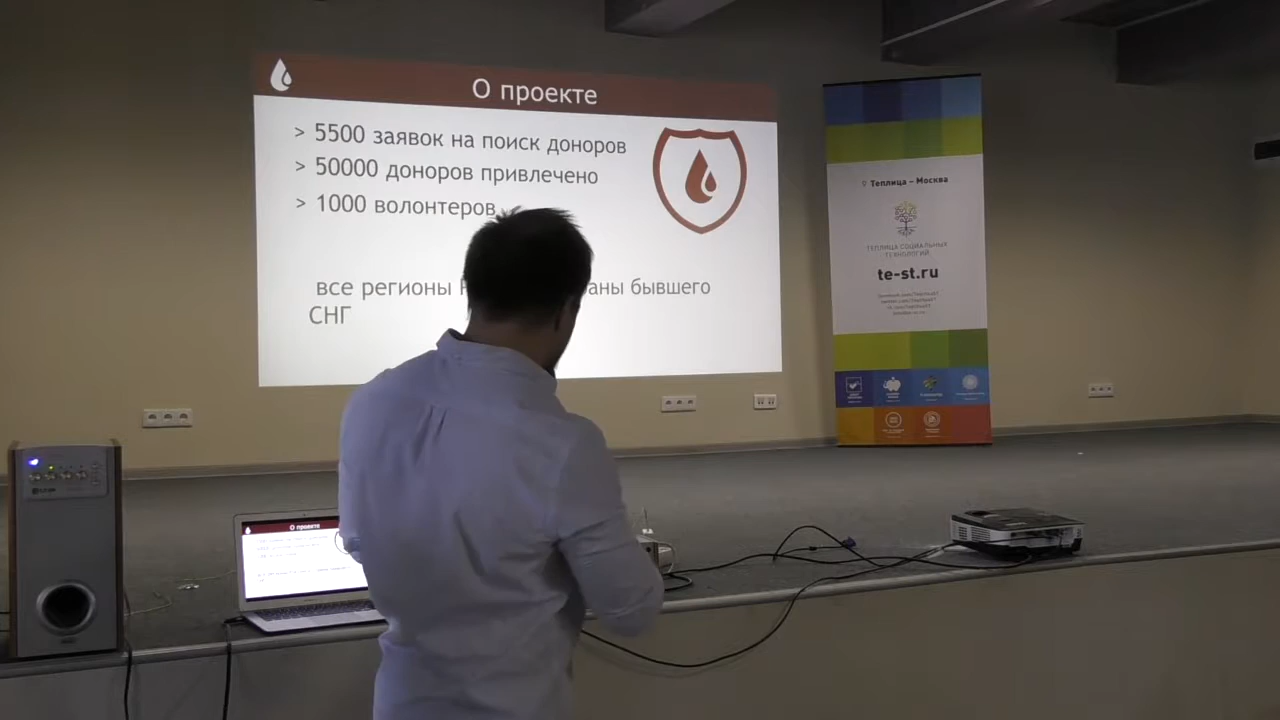 О проекте
> 5500 заявок на поиск доноров
> 50000 доноров привлечено
> 1000 волонтеров
все регионы бывшего
СНГ
Теплица – Москва
ТЕПЛИЦА СОЦИАЛЬНЫХ
ТЕХНОЛОГИЙ
te-st.ru
О проекте